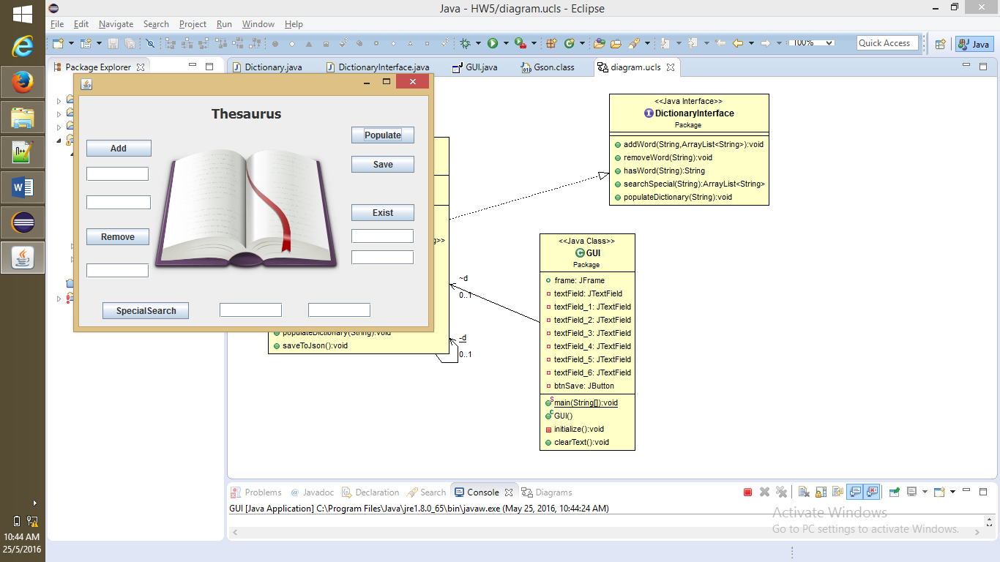 Java - HW5/diagram.ucls - Eclipse
File Edit Navigate Search Project Run Window Help
100%
Quick Access
Java
Package Explorer
Dictionary.java
DictionaryInterface.java
GUI.java
Gson.class
diagram.ucls
Thesaurus
Populate
Add
Save
Exist
Remove
SpecialSearch
g>>
populateDictionary(String):void
saveToJson():void
~d
0..1
-d
0..1
<<Java Interface>>
DictionaryInterface
Package
addWord(String,ArrayList<String>):void
removeWord(String):void
hasWord(String):String
searchSpecial(String):ArrayList<String>
populateDictionary(String):void
<<Java Class>>
GUI
Package
frame: JFrame
textField: JTextField
textField_1: JTextField
textField_2: JTextField
textField_3: JTextField
textField_4: JTextField
textField_5: JTextField
textField_6: JTextField
btnSave: JButton
main(String[]):void
GUI()
initialize():void
clearText():void
Problems @ Javadoc Declaration Search Console Diagrams
GUI [Java Application] C:\Program Files\Java\jre1.8.0_65\bin\javaw.exe (May 25, 2016, 10:44:24 AM)
Activate Windows
Go to PC settings to activate Windows.
10:44 AM
25/5/2016